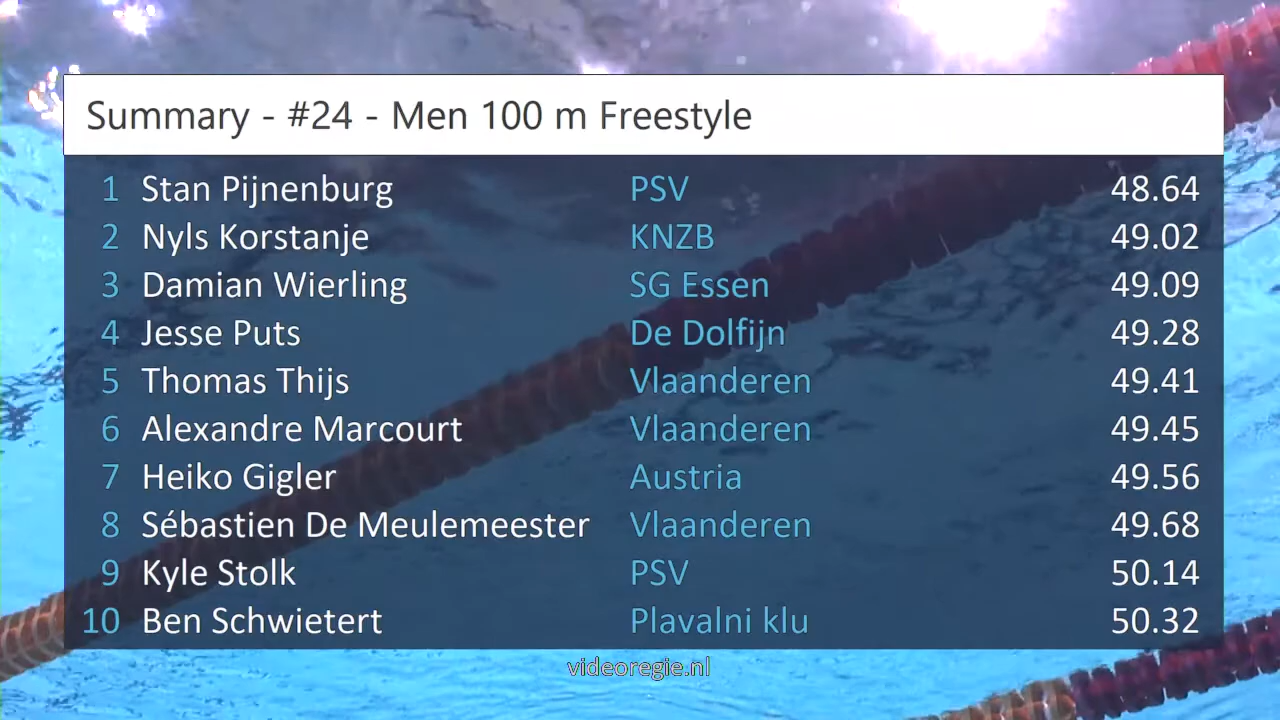 Summary - #24 - Men 100 m Freestyle
1 Stan Pijnenburg PSV 48.64
2 Nyls Korstanje KNZB 49.02
3 Damian Wierling SG Essen 49.09
4 Jesse Puts De Dolfijn 49.28
5 Thomas Thijs Vlaanderen 49.41
6 Alexandre Marcourt Vlaanderen 49.45
7 Heiko Gigler Austria 49.56
8 Sébastien De Meulemeester Vlaanderen 49.68
9 Kyle Stolk PSV 50.14
10 Ben Schwietert Plavalni klu 50.32
videoregie.nl